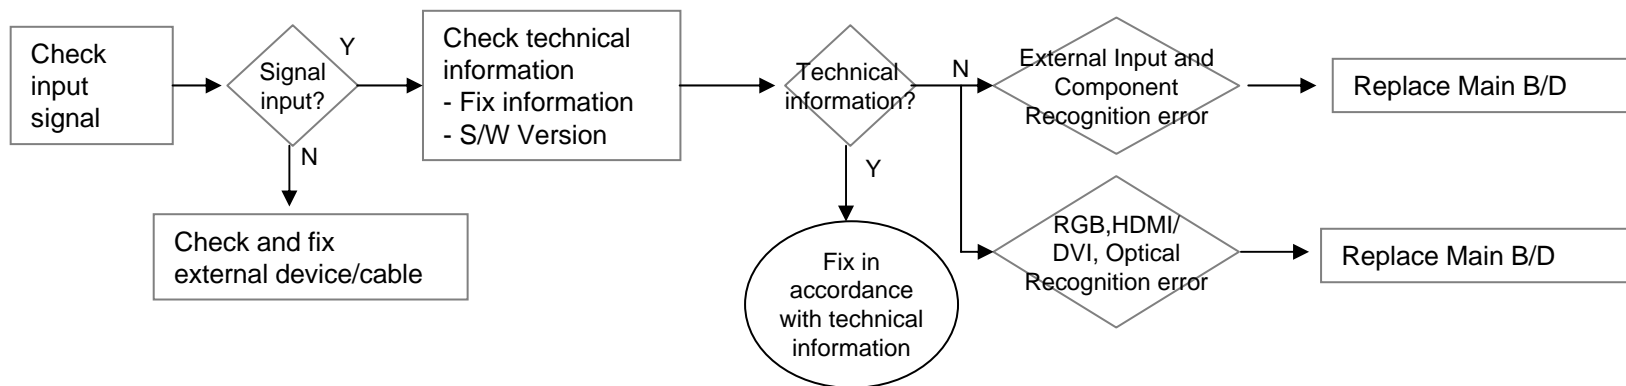 Check
input
signal
Signal
input?
Y
N
Check and fix
external device/cable
Check technical
information
- Fix information
- S/W Version
Technical
information?
N
Y
Fix in
accordance
with technical
information
External Input and
Component
Recognition error
Replace Main B/D
RGB,HDMI/
DVI, Optical
Recognition error
Replace Main B/D